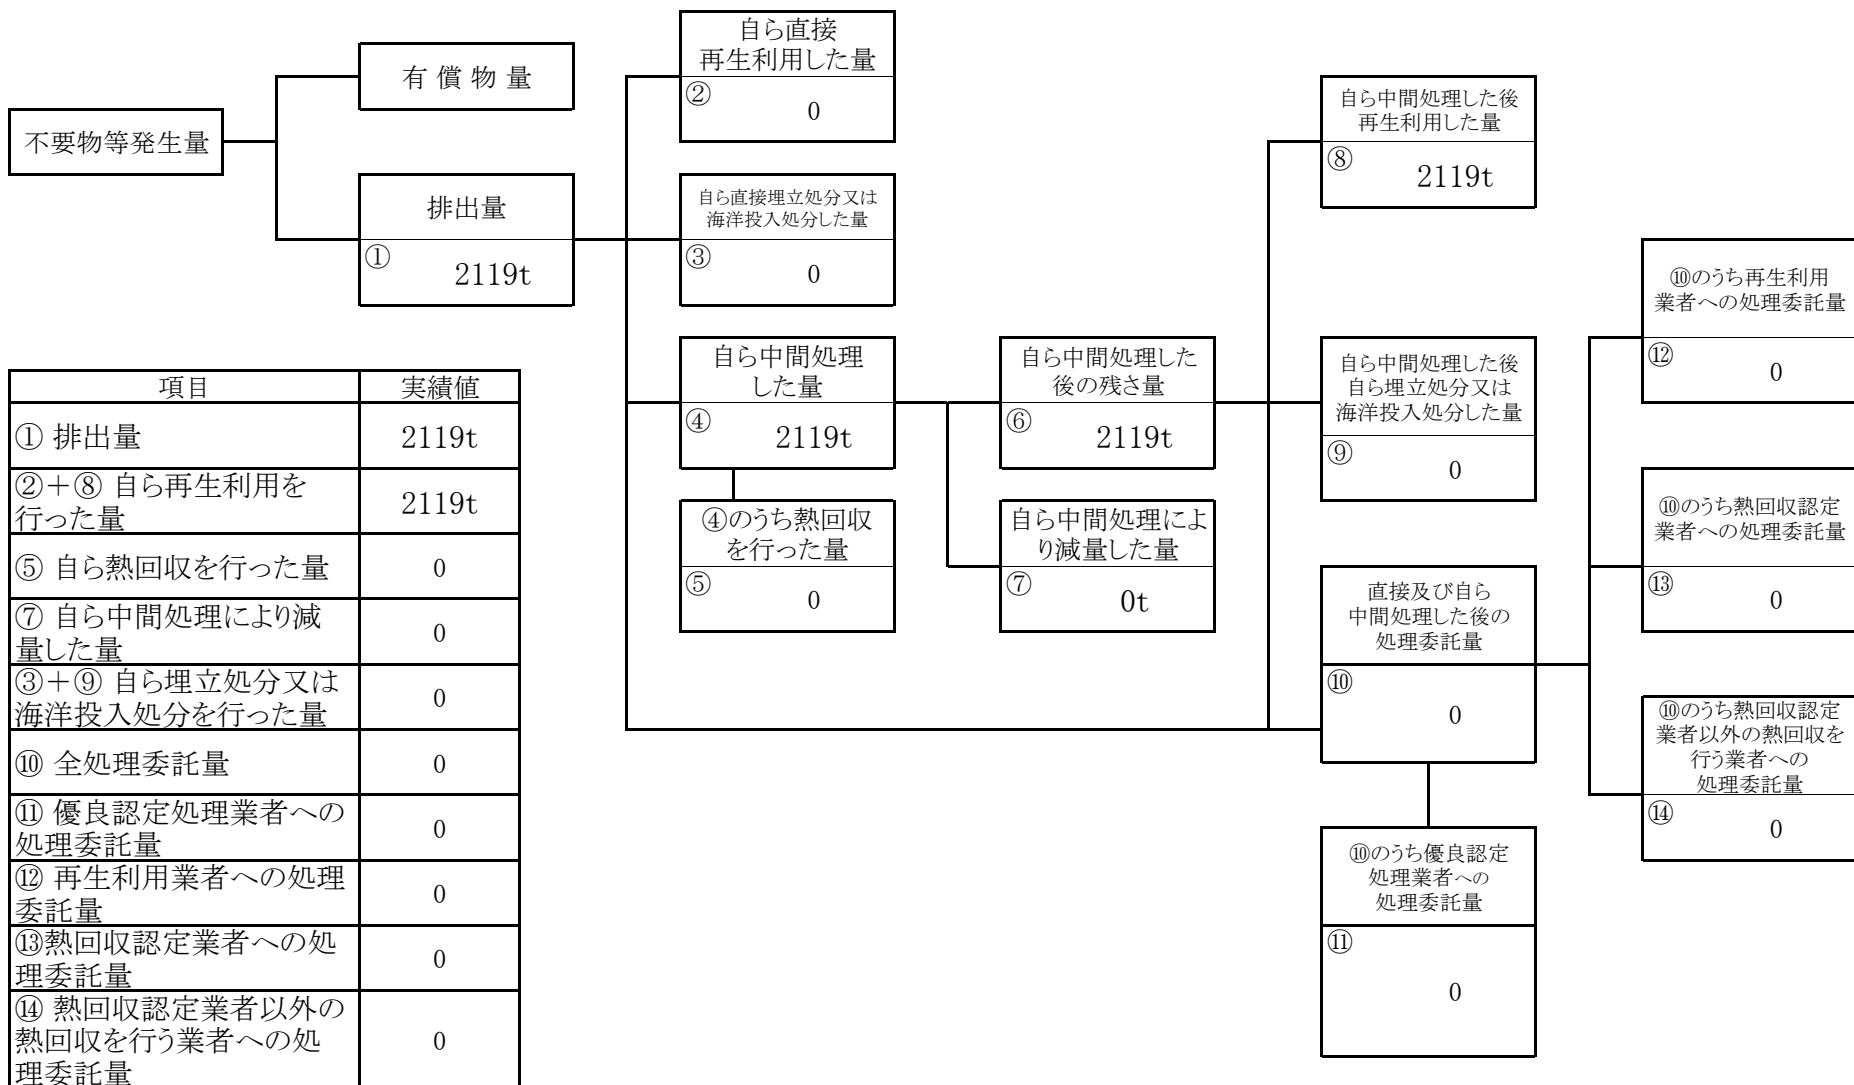 不要物等発生量
有 償 物 量
排出量
①
2119t
自ら直接
再生利用した量
②
0
自ら直接埋立処分又は
海洋投入処分した量
③
0
自ら中間処理
した量
④
2119t
④のうち熱回収
を行った量
⑤
0
自ら中間処理した
後の残さ量
⑥
2119t
自ら中間処理によ
り減量した量
⑦
0t
自ら中間処理した後
再生利用した量
⑧
2119t
自ら中間処理した後
自ら埋立処分又は
海洋投入処分した量
⑨
0
直接及び自ら
中間処理した後の
処理委託量
⑩
0
⑩のうち優良認定
処理業者への
処理委託量
⑪
0
⑩のうち再生利用
業者への処理委託量
⑫
0
⑩のうち熱回収認定
業者への処理委託量
⑬
0
⑩のうち熱回収認定
業者以外の熱回収を
行う業者への
処理委託量
⑭
0
項目 実績値
① 排出量 2119t
②＋⑧ 自ら再生利用を
行った量 2119t
⑤ 自ら熱回収を行った量 0
⑦ 自ら中間処理により減
量した量 0
③＋⑨ 自ら埋立処分又は
海洋投入処分を行った量 0
⑩ 全処理委託量 0
⑪ 優良認定処理業者への
処理委託量 0
⑫ 再生利用業者への処理
委託量 0
⑬熱回収認定業者への処
理委託量 0
⑭ 熱回収認定業者以外の
熱回収を行う業者への処 0
理委託量